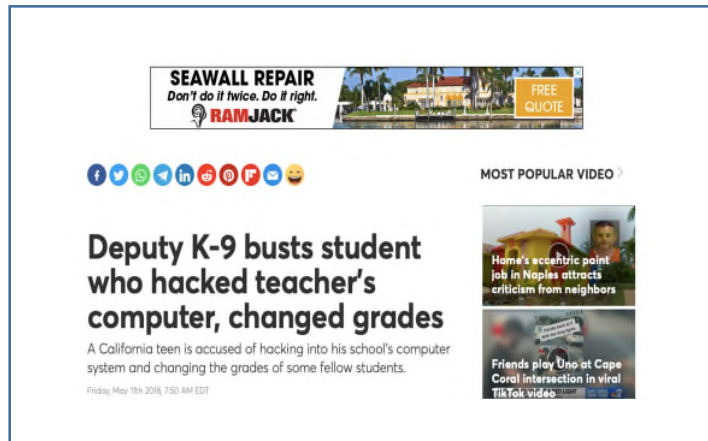 SEAWALL REPAIR
Don't do it twice. Do it right.
RAMJACK
FREE
QUOTE
MOST POPULAR VIDEO
Deputy K-9 busts student
who hacked teacher's
computer, changed grades
A California teen is accused of hacking into his school's computer
system and changing the grades of some fellow students.
Friday, May 11th 2018, 7:50 AM EDT
Home's eccentric paint
job in Naples attracts
criticism from neighbors
Friends play Uno at Cape
Coral intersection in viral
TikTok video